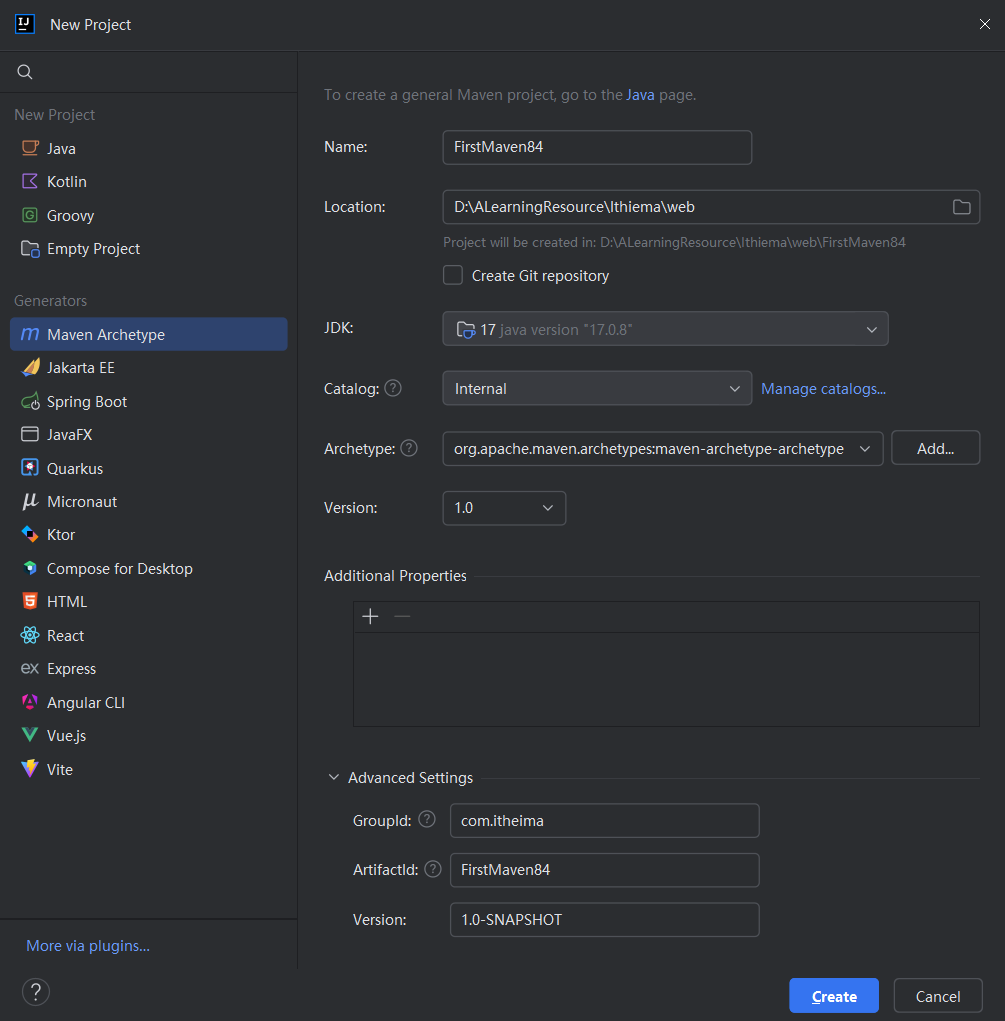 New Project
To create a general Maven project, go to the Java page.
New Project
Java
Kotlin
Groovy
Empty Project
Generators
Maven Archetype
Jakarta EE
Spring Boot
JavaFX
Quarkus
Micronaut
Ktor
Compose for Desktop
HTML
React
Express
Angular CLI
Vue.js
Vite
More via plugins...
Name: FirstMaven84
Location: D:\ALearningResource\Ithiema\web
Project will be created in: D:\ALearningResource\Ithiema\web\FirstMaven84
Create Git repository
JDK: 17 java version "17.0.8"
Catalog: ? Internal Manage catalogs...
Archetype: ? org.apache.maven.archetypes:maven-archetype-archetype Add...
Version: 1.0
Additional Properties
Advanced Settings
GroupId: ? com.itheima
ArtifactId: ? FirstMaven84
Version: 1.0-SNAPSHOT
? Create Cancel